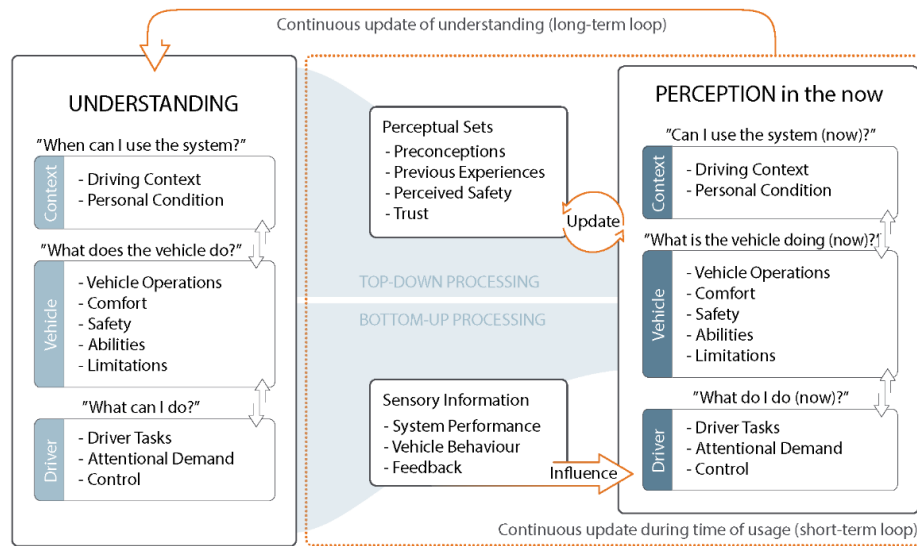 Continuous update of understanding (long-term loop)
UNDERSTANDING
"When can I use the system?"
Context
- Driving Context
- Personal Condition
"What does the vehicle do?"
Vehicle
- Vehicle Operations
- Comfort
- Safety
- Abilities
- Limitations
"What can I do?"
Driver
- Driver Tasks
- Attentional Demand
- Control
Perceptual Sets
- Preconceptions
- Previous Experiences
- Perceived Safety
- Trust
Update
TOP-DOWN PROCESSING
BOTTOM-UP PROCESSING
Sensory Information
- System Performance
- Vehicle Behaviour
- Feedback
Influence
PERCEPTION in the now
"Can I use the system (now)?"
Context
- Driving Context
- Personal Condition
"What is the vehicle doing (now)?"
Vehicle
- Vehicle Operations
- Comfort
- Safety
- Abilities
- Limitations
"What do I do (now)?"
Driver
- Driver Tasks
- Attentional Demand
- Control
Continuous update during time of usage (short-term loop)